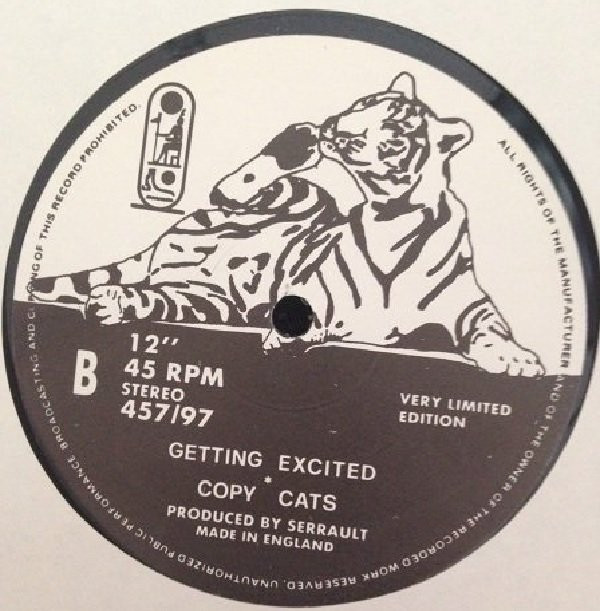 B
12”
45 RPM
STEREO
457/97
VERY LIMITED
EDITION
GETTING EXCITED
*
COPY CATS
PRODUCED BY SERRAULT
MADE IN ENGLAND
ALL RIGHTS OF THE MANUFACTURER AND OF THE OWNER OF THE RECORDED WORK RESERVED. UNAUTHORIZED PUBLIC PERFORMANCE BROADCASTING AND COPYING OF THIS RECORD PROHIBITED.